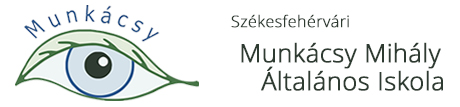 Munkácsy
Székesfehérvári
Munkácsy Mihály
Általános Iskola